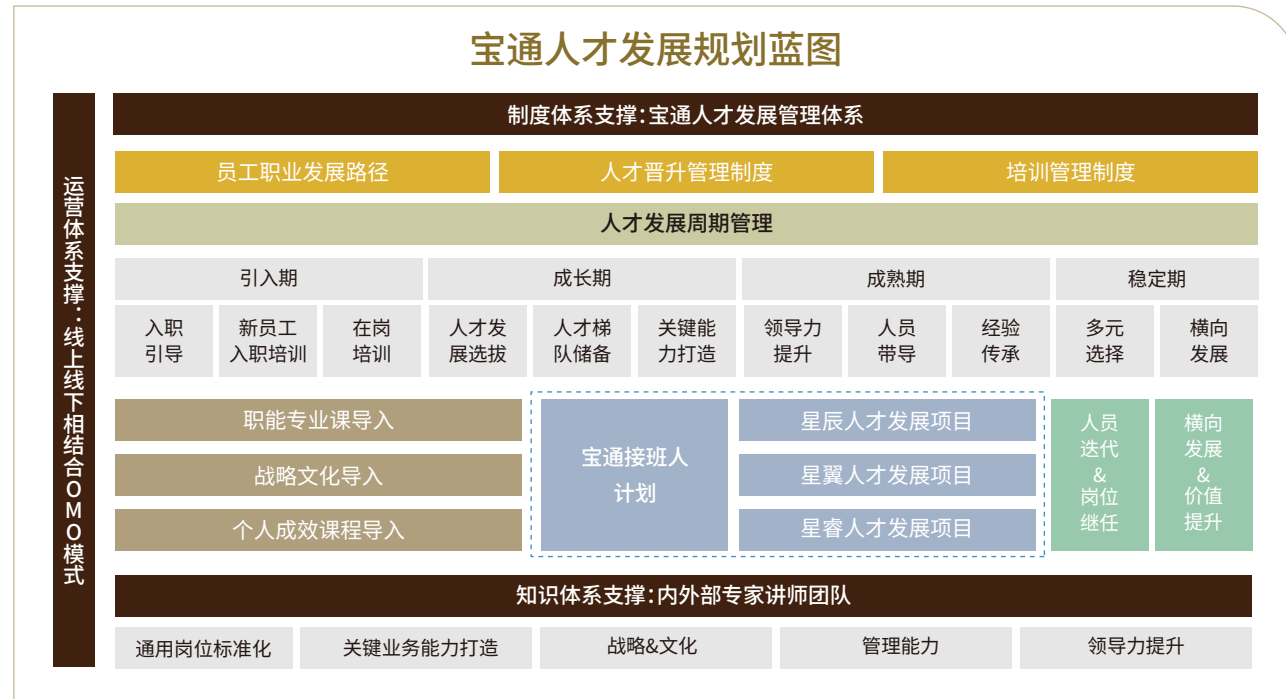 宝通人才发展规划蓝图
运营体系支撑：线上线下相结合OMO模式
制度体系支撑：宝通人才发展管理体系
员工职业发展路径
人才晋升管理制度
培训管理制度
人才发展周期管理
引入期
成长期
成熟期
稳定期
入职
引导
新员工
入职培训
在岗
培训
人才发
展选拔
人才梯
队储备
关键能
力打造
领导力
提升
人员
带导
经验
传承
多元
选择
横向
发展
职能专业课导入
战略文化导入
个人成效课程导入
宝通接班人
计划
星辰人才发展项目
星翼人才发展项目
星睿人才发展项目
人员
迭代
&
岗位
继任
横向
发展
&
价值
提升
知识体系支撑：内外部专家讲师团队
通用岗位标准化
关键业务能力打造
战略&文化
管理能力
领导力提升